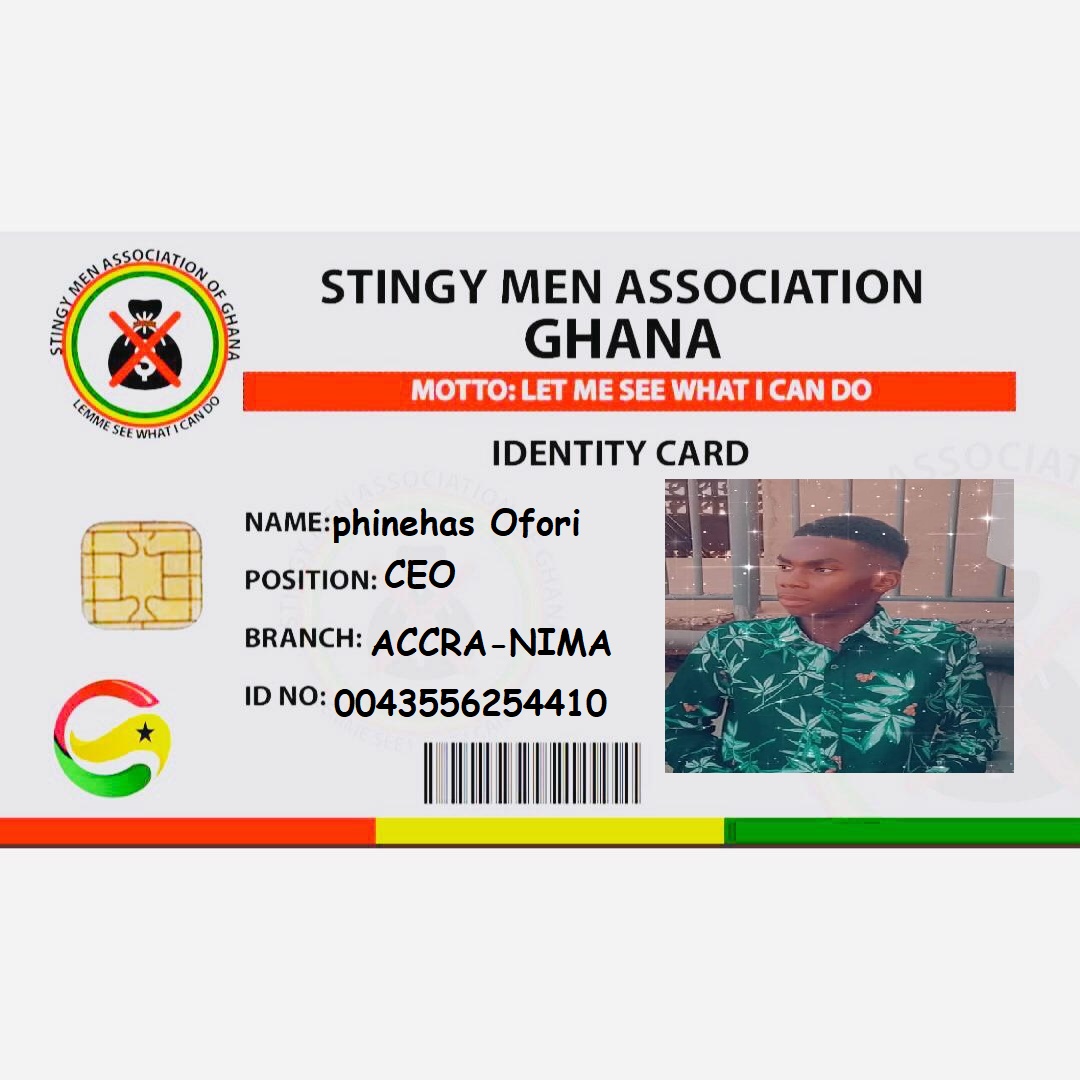 STINGY MEN ASSOCIATION OF GHANA
LEMME SEE WHAT I CAN DO
STINGY MEN ASSOCIATION
GHANA
MOTTO: LET ME SEE WHAT I CAN DO
IDENTITY CARD
NAME:phinehas Ofori
POSITION: CEO
BRANCH: ACCRA-NIMA
ID NO: 0043556254410